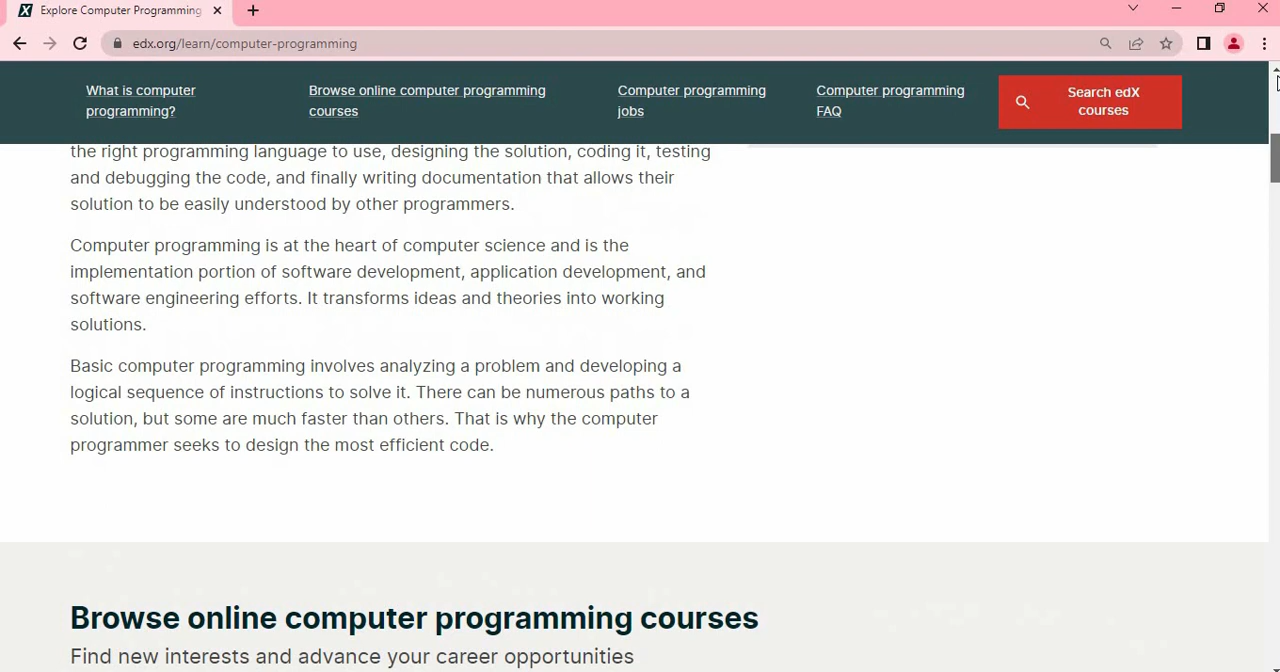 Explore Computer Programming
edx.org/learn/computer-programming
What is computer
programming?
Browse online computer programming
courses
Computer programming
jobs
Computer programming
FAQ
Search edX
courses
the right programming language to use, designing the solution, coding it, testing
and debugging the code, and finally writing documentation that allows their
solution to be easily understood by other programmers.
Computer programming is at the heart of computer science and is the
implementation portion of software development, application development, and
software engineering efforts. It transforms ideas and theories into working
solutions.
Basic computer programming involves analyzing a problem and developing a
logical sequence of instructions to solve it. There can be numerous paths to a
solution, but some are much faster than others. That is why the computer
programmer seeks to design the most efficient code.
Browse online computer programming courses
Find new interests and advance your career opportunities